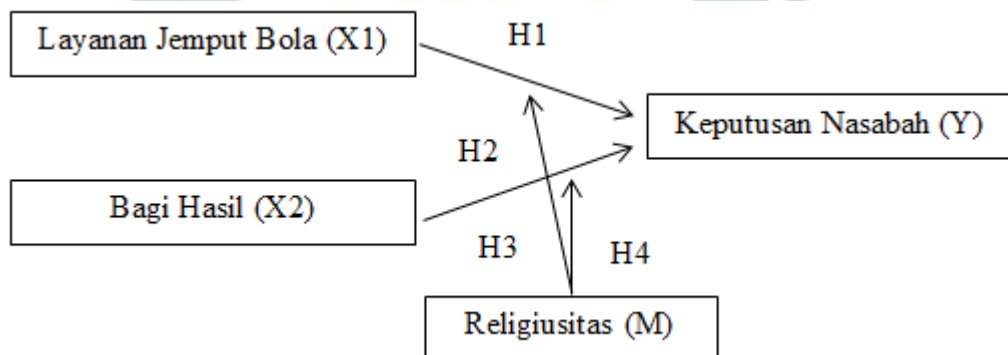 Layanan Jemput Bola (X1)
H1
Keputusan Nasabah (Y)
H2
Bagi Hasil (X2)
H3
H4
Religiusitas (M)